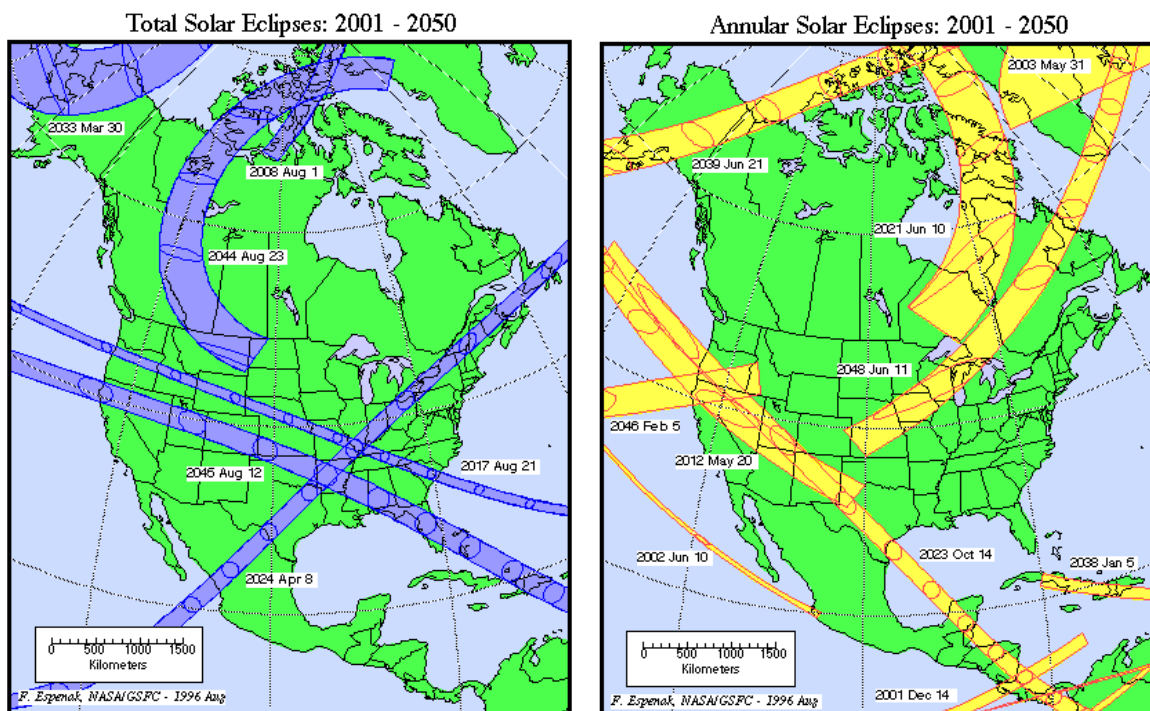 Total Solar Eclipses: 2001 - 2050
2033 Mar 30
2008 Aug 1
2044 Aug 23
2045 Aug 12
2017 Aug 21
2024 Apr 8
0 500 1000 1500
Kilometers
F. Espenak, NASA/GSFC - 1996 Aug
Annular Solar Eclipses: 2001 - 2050
2003 May 31
2039 Jun 21
2021 Jun 10
2048 Jun 11
2046 Feb 5
2012 May 20
2002 Jun 10
2023 Oct 14
2038 Jan 5
0 500 1000 1500
Kilometers
2001 Dec 14
F. Espenak, NASA/GSFC - 1996 Aug